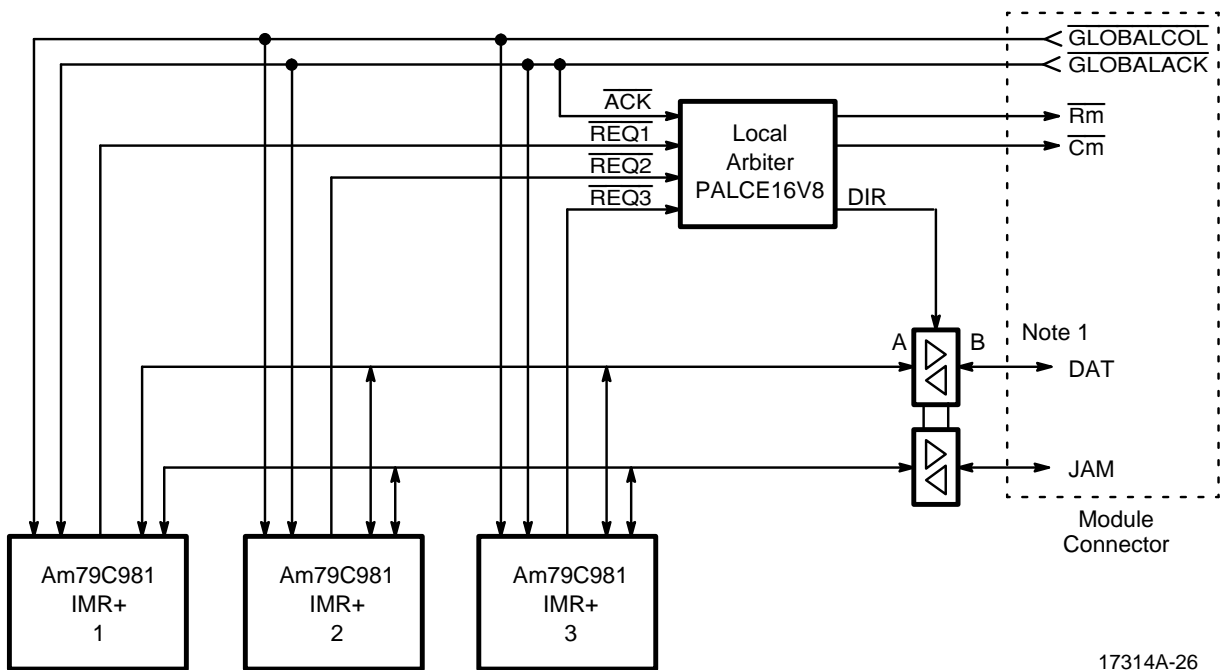 GLOBALCOL
GLOBALACK
ACK
REQ1
REQ2
REQ3
Local
Arbiter
PALCE16V8
DIR
Rm
Cm
A
B
Note 1
DAT
JAM
Module
Connector
Am79C981
IMR+
1
Am79C981
IMR+
2
Am79C981
IMR+
3
17314A-26